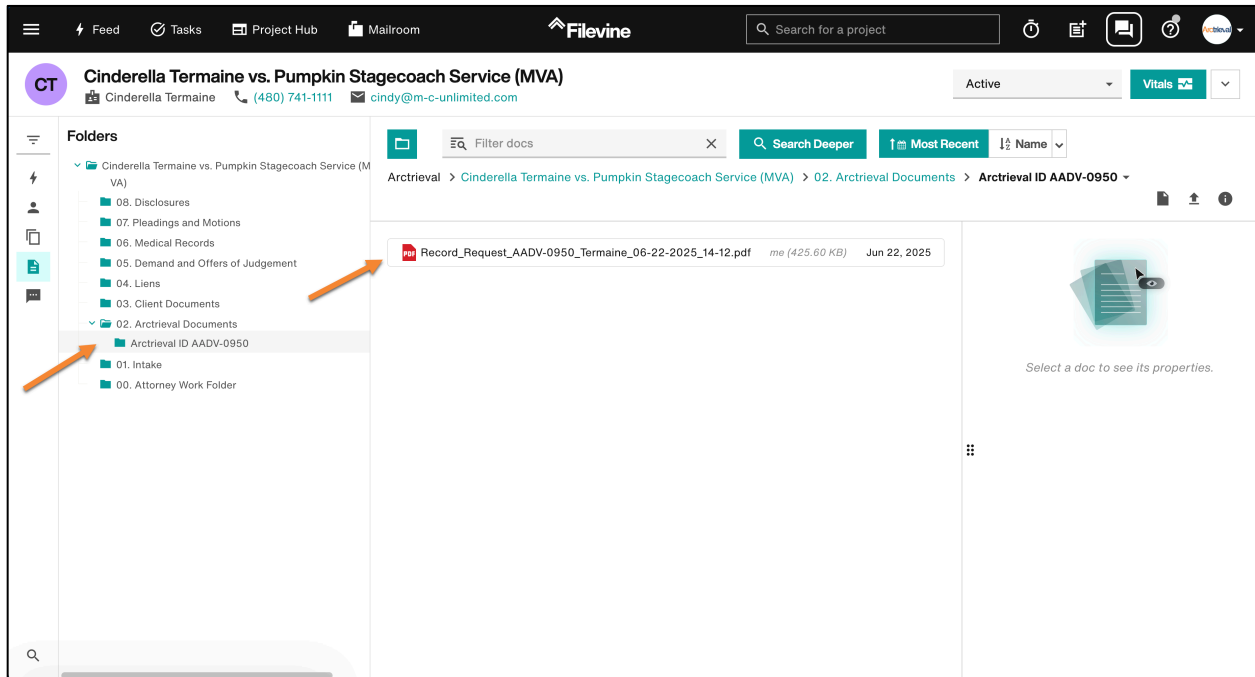 Feed
Tasks
Project Hub
Mailroom
Filevine
Search for a project
Arctrieval
CT
Cinderella Termaine vs. Pumpkin Stagecoach Service (MVA)
Cinderella Termaine
(480) 741-1111
cindy@m-c-unlimited.com
Active
Vitals
Folders
Cinderella Termaine vs. Pumpkin Stagecoach Service (M
VA)
08. Disclosures
07. Pleadings and Motions
06. Medical Records
05. Demand and Offers of Judgement
04. Liens
03. Client Documents
02. Arctrieval Documents
Arctrieval ID AADV-0950
01. Intake
00. Attorney Work Folder
Filter docs
Search Deeper
Most Recent
Name
Arctrieval > Cinderella Termaine vs. Pumpkin Stagecoach Service (MVA) > 02. Arctrieval Documents > Arctrieval ID AADV-0950
PDF Record_Request_AADV-0950_Termaine_06-22-2025_14-12.pdf me (425.60 KB) Jun 22, 2025
Select a doc to see its properties.